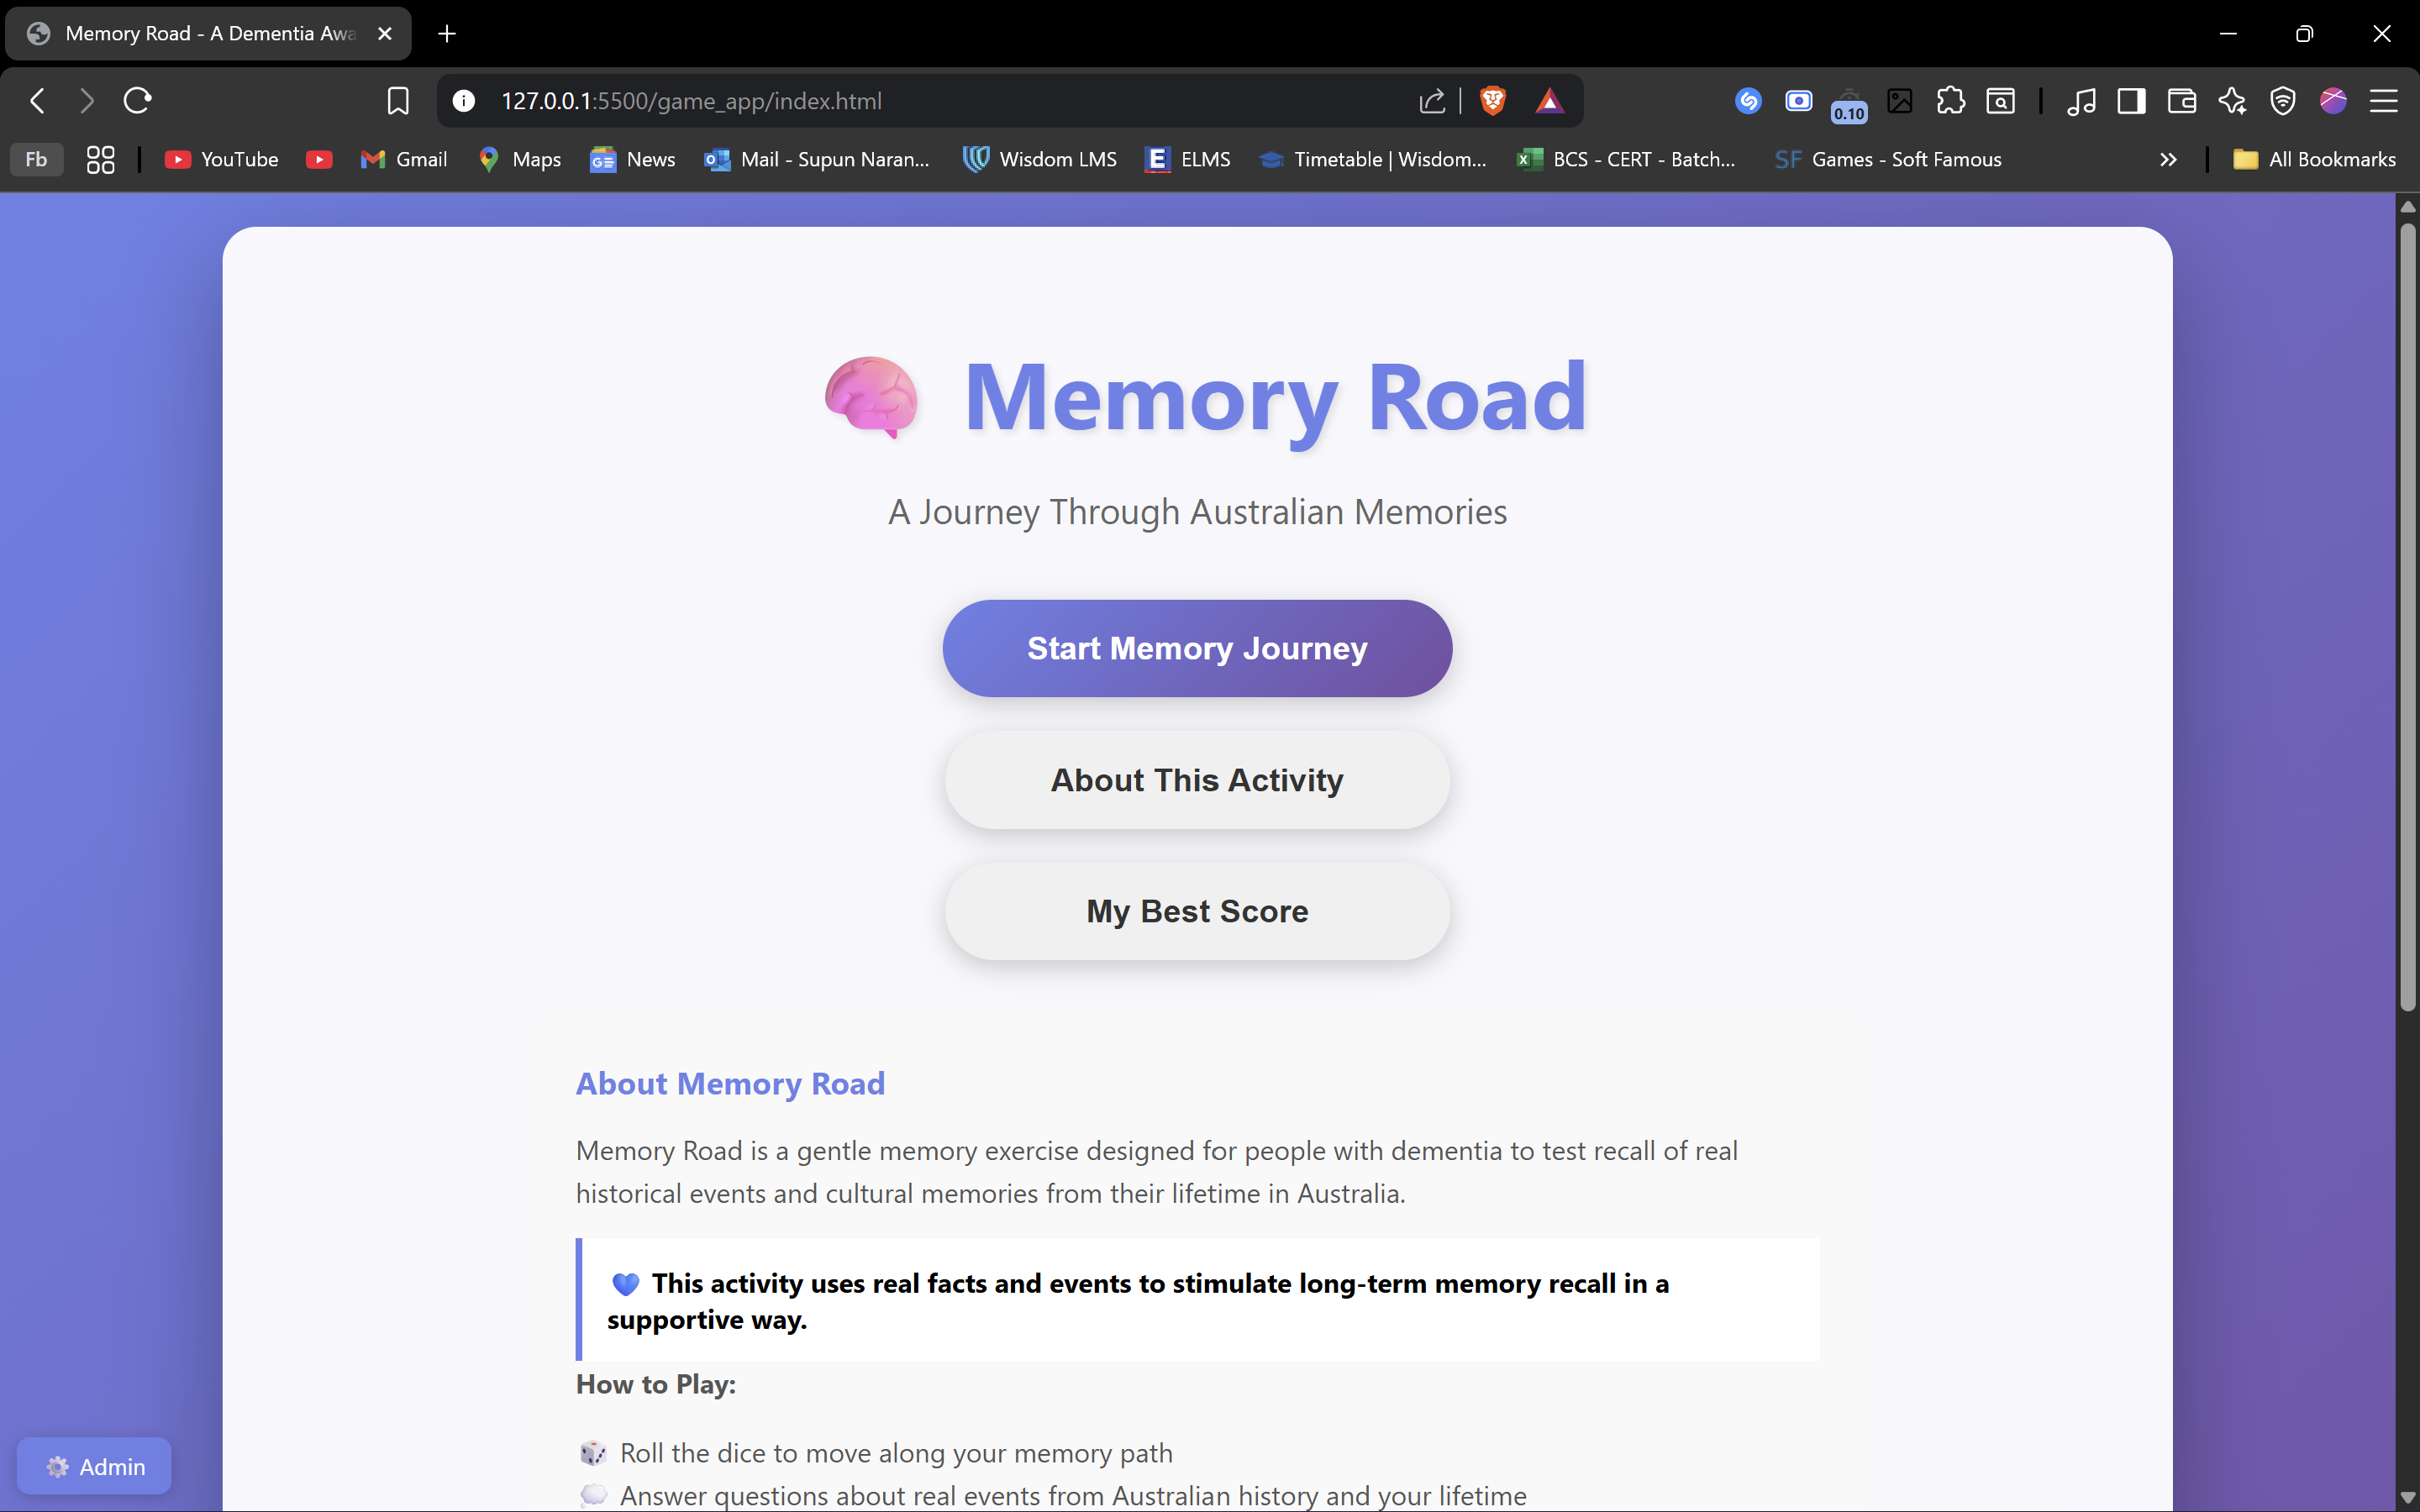 Memory Road - A Dementia Awa
127.0.0.1:5500/game_app/index.html
0.10
Fb
YouTube
Gmail
Maps
News
Mail - Supun Naran...
Wisdom LMS
ELMS
Timetable | Wisdom...
BCS - CERT - Batch...
SF Games - Soft Famous
All Bookmarks
Memory Road
A Journey Through Australian Memories
Start Memory Journey
About This Activity
My Best Score
About Memory Road
Memory Road is a gentle memory exercise designed for people with dementia to test recall of real
historical events and cultural memories from their lifetime in Australia.
💙 This activity uses real facts and events to stimulate long-term memory recall in a
supportive way.
How to Play:
🎲 Roll the dice to move along your memory path
💭 Answer questions about real events from Australian history and your lifetime
⚙️ Admin